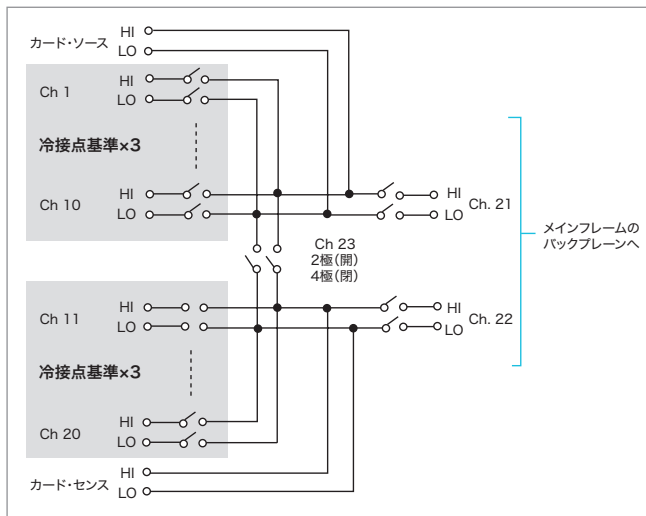 HI
カード・ソース LO
HI
Ch 1 LO
冷接点基準×3
HI
Ch 10 LO
HI
LO Ch. 21
メインフレームの
バックプレーンへ
Ch 23
2極(開)
4極(閉)
HI
Ch 11 LO
HI
LO Ch. 22
冷接点基準×3
HI
Ch 20 LO
HI
カード・センス LO